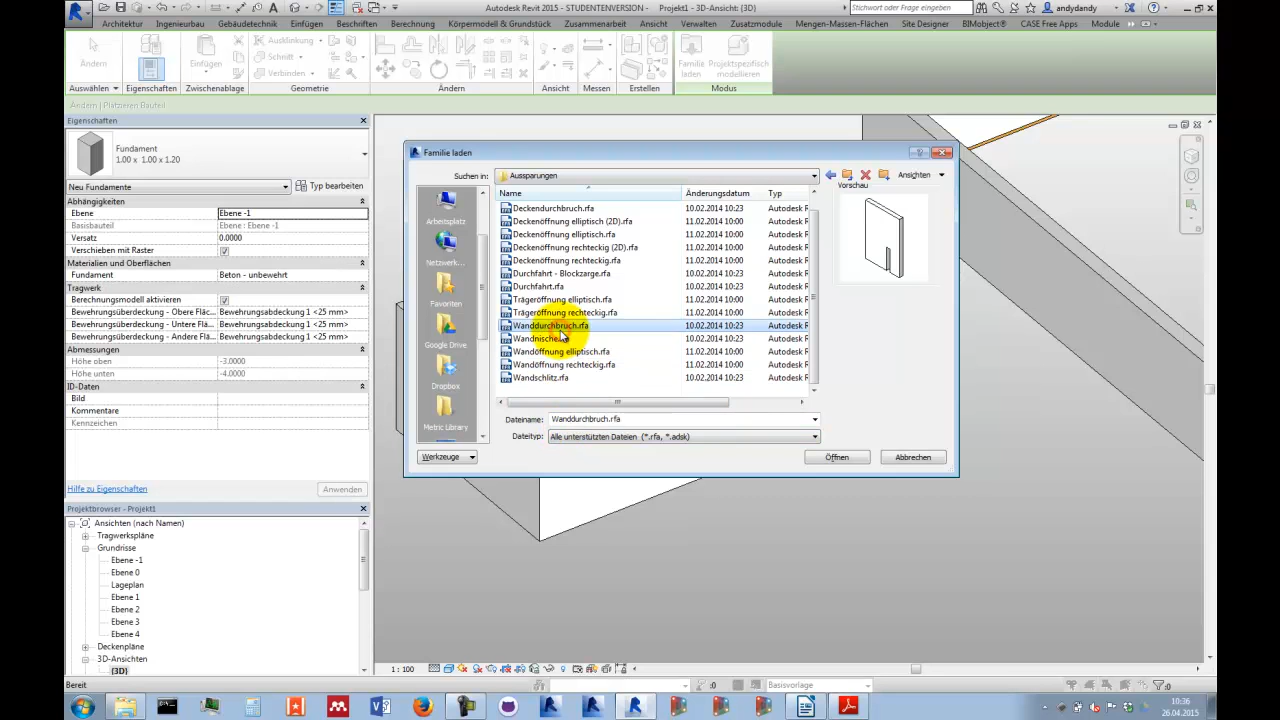 Autodesk Revit 2015 - STUDENTENVERSION - Projekt1 - 3D-Ansicht: {3D}
Stichwort oder Frage eingeben
andydandy
Architektur Ingenieurbau Gebäudetechnik Einfügen Beschriften Berechnung Körpermodell & Grundstück Zusammenarbeit Ansicht Verwalten Zusatzmodule Mengen-Massen-Flächen Site Designer BIMobject® CASE Free Apps Module Ändern
Ändern
Einfügen
Ausklinkung
Schnitt
Verbinden
Familie laden
Projektspezifisch modellieren
Auswählen Eigenschaften Zwischenablage Geometrie Ändern Ansicht Messen Erstellen Modus
Ändern | Platzieren Bauteil
Eigenschaften
Fundament
1.00 x 1.00 x 1.20
Neu Fundamente
Typ bearbeiten
Abhängigkeiten
Ebene Ebene -1
Basisbauteil Ebene : Ebene -1
Versatz 0.0000
Verschieben mit Raster
Materialien und Oberflächen
Fundament Beton - unbewehrt
Tragwerk
Berechnungsmodell aktivieren
Bewehrungsüberdeckung - Obere Fläc... Bewehrungsabdeckung 1 <25 mm>
Bewehrungsüberdeckung - Untere Flä... Bewehrungsabdeckung 1 <25 mm>
Bewehrungsüberdeckung - Andere Fläc... Bewehrungsabdeckung 1 <25 mm>
Abmessungen
Höhe oben -3.0000
Höhe unten -4.0000
ID-Daten
Bild
Kommentare
Kennzeichen
Hilfe zu Eigenschaften
Anwenden
Projektbrowser - Projekt1
Ansichten (nach Namen)
Tragwerkspläne
Grundrisse
Ebene -1
Ebene 0
Lageplan
Ebene 1
Ebene 2
Ebene 3
Ebene 4
Deckenpläne
3D-Ansichten
{3D}
Familie laden
Suchen in: Aussparungen
Ansichten
Vorschau
Arbeitsplatz
Netzwerk...
Favoriten
Google Drive
Dropbox
Metric Library
Name Änderungsdatum Typ
Deckendurchbruch.rfa 10.02.2014 10:23 Autodesk R
Deckenöffnung elliptisch (2D).rfa 11.02.2014 10:00 Autodesk R
Deckenöffnung elliptisch.rfa 11.02.2014 10:00 Autodesk R
Deckenöffnung rechteckig (2D).rfa 11.02.2014 10:00 Autodesk R
Deckenöffnung rechteckig.rfa 11.02.2014 10:00 Autodesk R
Durchfahrt - Blockzarge.rfa 10.02.2014 10:23 Autodesk R
Durchfahrt.rfa 10.02.2014 10:23 Autodesk R
Trägeröffnung elliptisch.rfa 11.02.2014 10:00 Autodesk R
Trägeröffnung rechteckig.rfa 11.02.2014 10:00 Autodesk R
Wanddurchbruch.rfa 10.02.2014 10:23 Autodesk R
Wandnische 10.02.2014 10:23 Autodesk R
Wandöffnung elliptisch.rfa 11.02.2014 10:00 Autodesk R
Wandöffnung rechteckig.rfa 11.02.2014 10:00 Autodesk R
Wandschlitz.rfa 10.02.2014 10:23 Autodesk R
Dateiname: Wanddurchbruch.rfa
Dateityp: Alle unterstützten Dateien (*.rfa, *.adsk)
Werkzeuge
Öffnen
Abbrechen
1 : 100
Bereit
:0
Basisvorlage
:0
10:36
26.04.2015